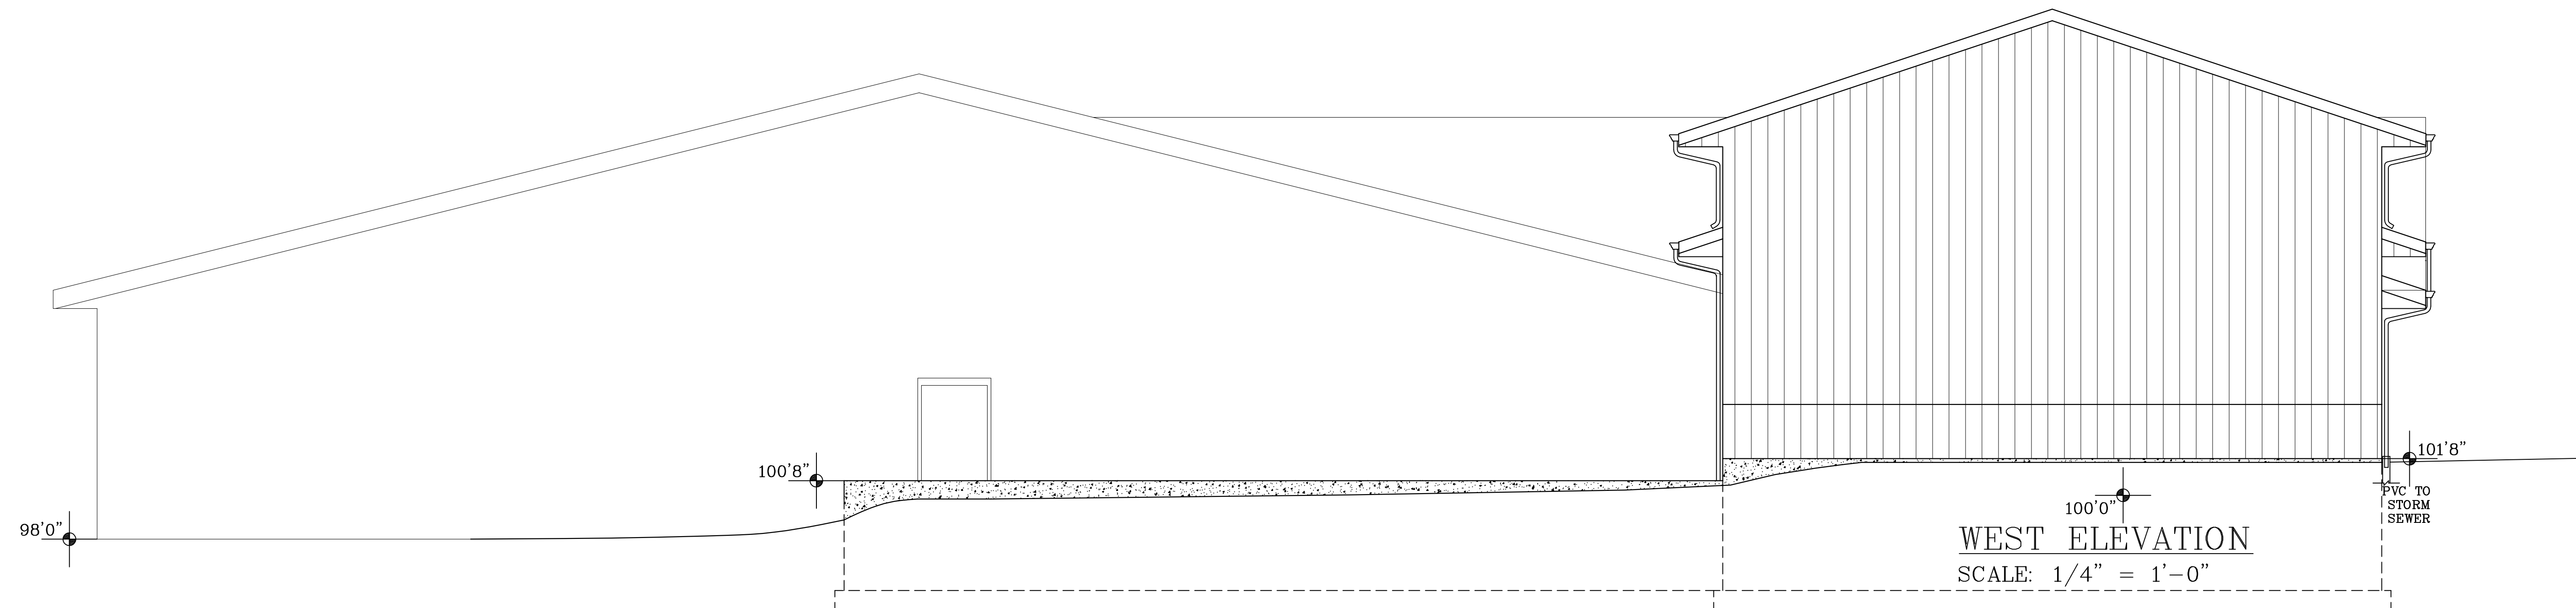 101'8"
100'8"
PVC TO
STORM
SEWER
100'0"
98'0"
WEST ELEVATION
SCALE: 1/4" = 1'-0"